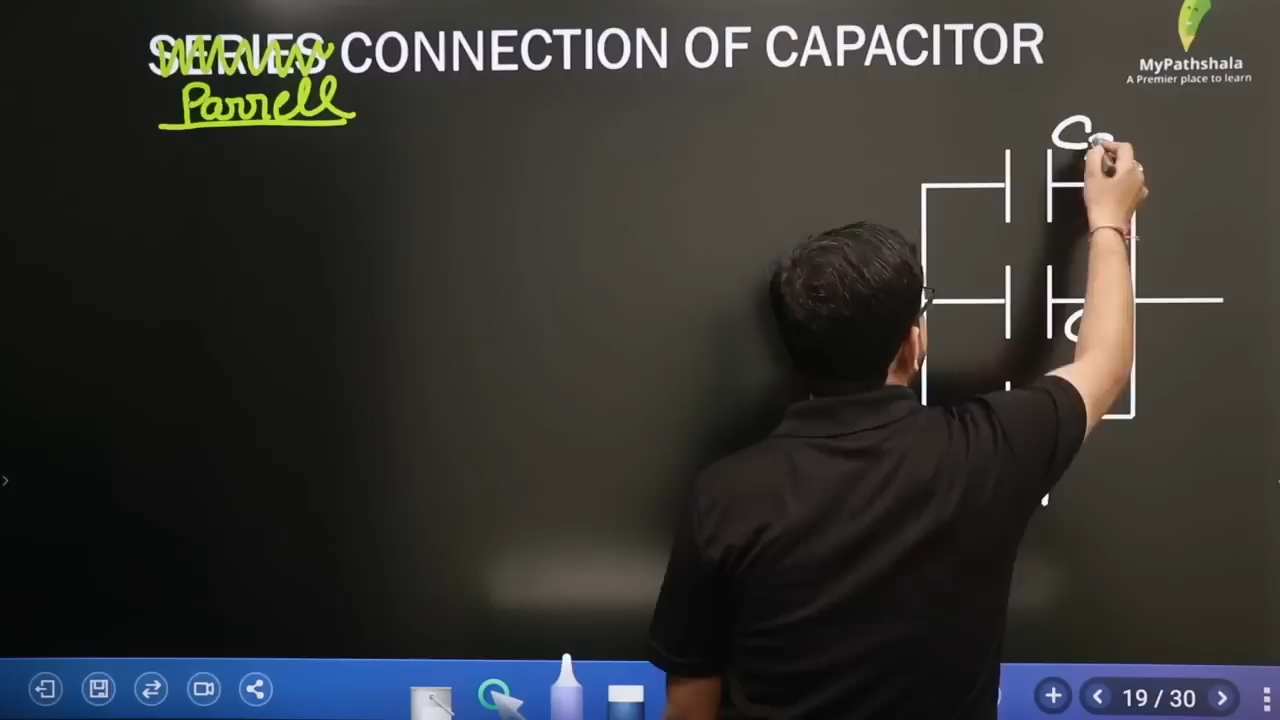 SERIES CONNECTION OF CAPACITOR
Parrell
MyPathshala
A Premier place to learn
C
C
19 / 30